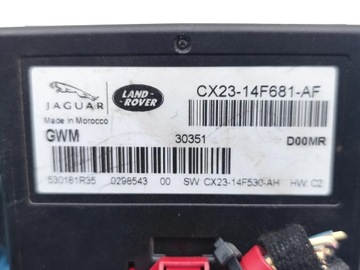 JAGUAR
LAND-
ROVER
CX23-14F681-AF
Made in Morocco
GWM
30351
D00MR
530181R35 0298543 00 SW: CX23-14F530-AH HW: C2